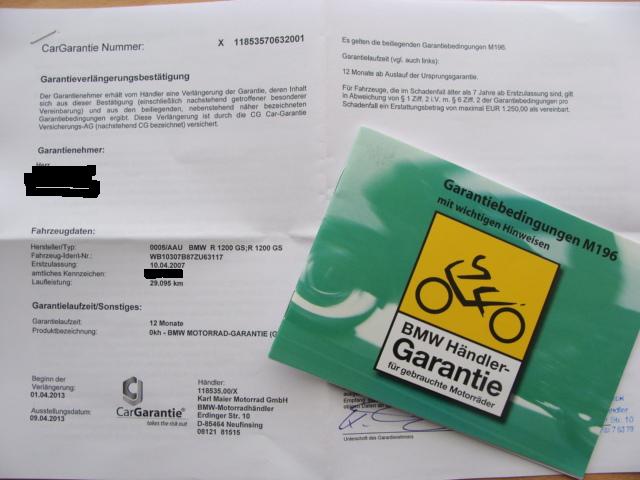 CarGarantie Nummer: X 11853570632001
Garantieverlängerungsbestätigung
Der Garantienehmer erhält vom Händler eine Verlängerung der Garantie, deren Inhalt
sich aus dieser Bestätigung (einschließlich nachstehend getroffener besonderer
Vereinbarung) und aus den beiliegenden, nebenstehend näher bezeichneten
Garantiebedingungen ergibt. Diese Verlängerung ist durch die CG Car-Garantie
Versicherungs-AG (nachstehend CG bezeichnet) versichert.
Garantienehmer:
Herr
Fahrzeugdaten:
Hersteller/Typ: 0005/AAU BMW R 1200 GS;R 1200 GS
Fahrzeug-Ident-Nr.: WB10307B87ZU63117
Erstzulassung: 10.04.2007
amtliches Kennzeichen:
Laufleistung: 29.095 km
Garantielaufzeit/Sonstiges:
Garantielaufzeit: 12 Monate
Produktbezeichnung: 0kh - BMW MOTORRAD-GARANTIE (G
Beginn der
Verlängerung:
01.04.2013
Ausstellungsdatum:
09.04.2013
CarGarantie®
takes the risk out
Händler:
118535.00/X
Karl Maier Motorrad GmbH
BMW-Motorradhändler
Erdinger Str. 10
D-85464 Neufinsing
08121 81515
Es gelten die beiliegenden Garantiebedingungen M196.
Garantielaufzeit (vgl. auch links):
12 Monate ab Auslauf der Ursprungsgarantie.
Für Fahrzeuge, die im Schadenfall älter als 7 Jahre ab Erstzulassung sind, gilt
in Abweichung von § 1 Ziff. 2 i.V. m. § 6 Ziff. 2 der Garantiebedingungen pro
Schadenfall ein Erstattungsbetrag von maximal EUR 1.250,00 als vereinbart.
Garantiebedingungen M196
mit wichtigen Hinweisen
BMW Händler-
Garantie
für gebrauchte Motorräder
Unterschrift des Garantienehmers
Str. 10